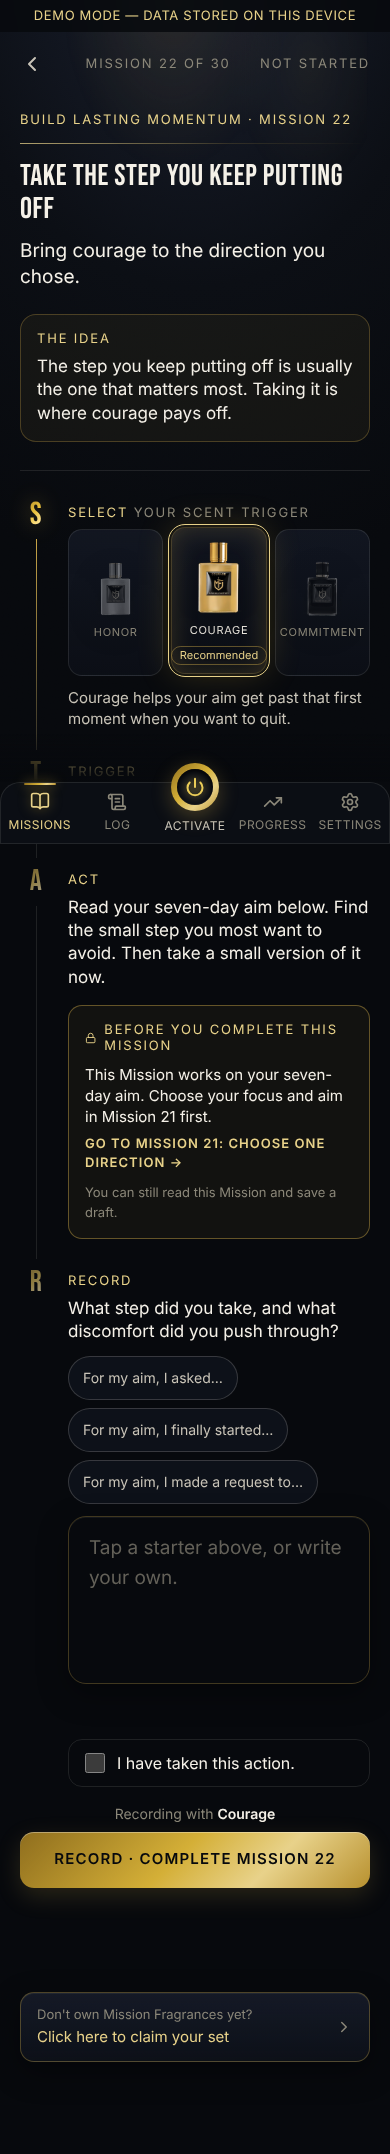 DEMO MODE — DATA STORED ON THIS DEVICE
MISSION 22 OF 30 NOT STARTED
BUILD LASTING MOMENTUM · MISSION 22
TAKE THE STEP YOU KEEP PUTTING
OFF
Bring courage to the direction you
chose.
THE IDEA
The step you keep putting off is usually
the one that matters most. Taking it is
where courage pays off.
S SELECT YOUR SCENT TRIGGER
HONOR
COURAGE
Recommended
COMMITMENT
Courage helps your aim get past that first
moment when you want to quit.
T TRIGGER
MISSIONS LOG ACTIVATE PROGRESS SETTINGS
A ACT
Read your seven-day aim below. Find
the small step you most want to
avoid. Then take a small version of it
now.
BEFORE YOU COMPLETE THIS
MISSION
This Mission works on your seven-
day aim. Choose your focus and aim
in Mission 21 first.
GO TO MISSION 21: CHOOSE ONE
DIRECTION →
You can still read this Mission and save a
draft.
R RECORD
What step did you take, and what
discomfort did you push through?
For my aim, I asked...
For my aim, I finally started...
For my aim, I made a request to...
Tap a starter above, or write
your own.
I have taken this action.
Recording with Courage
RECORD · COMPLETE MISSION 22
Don't own Mission Fragrances yet?
Click here to claim your set